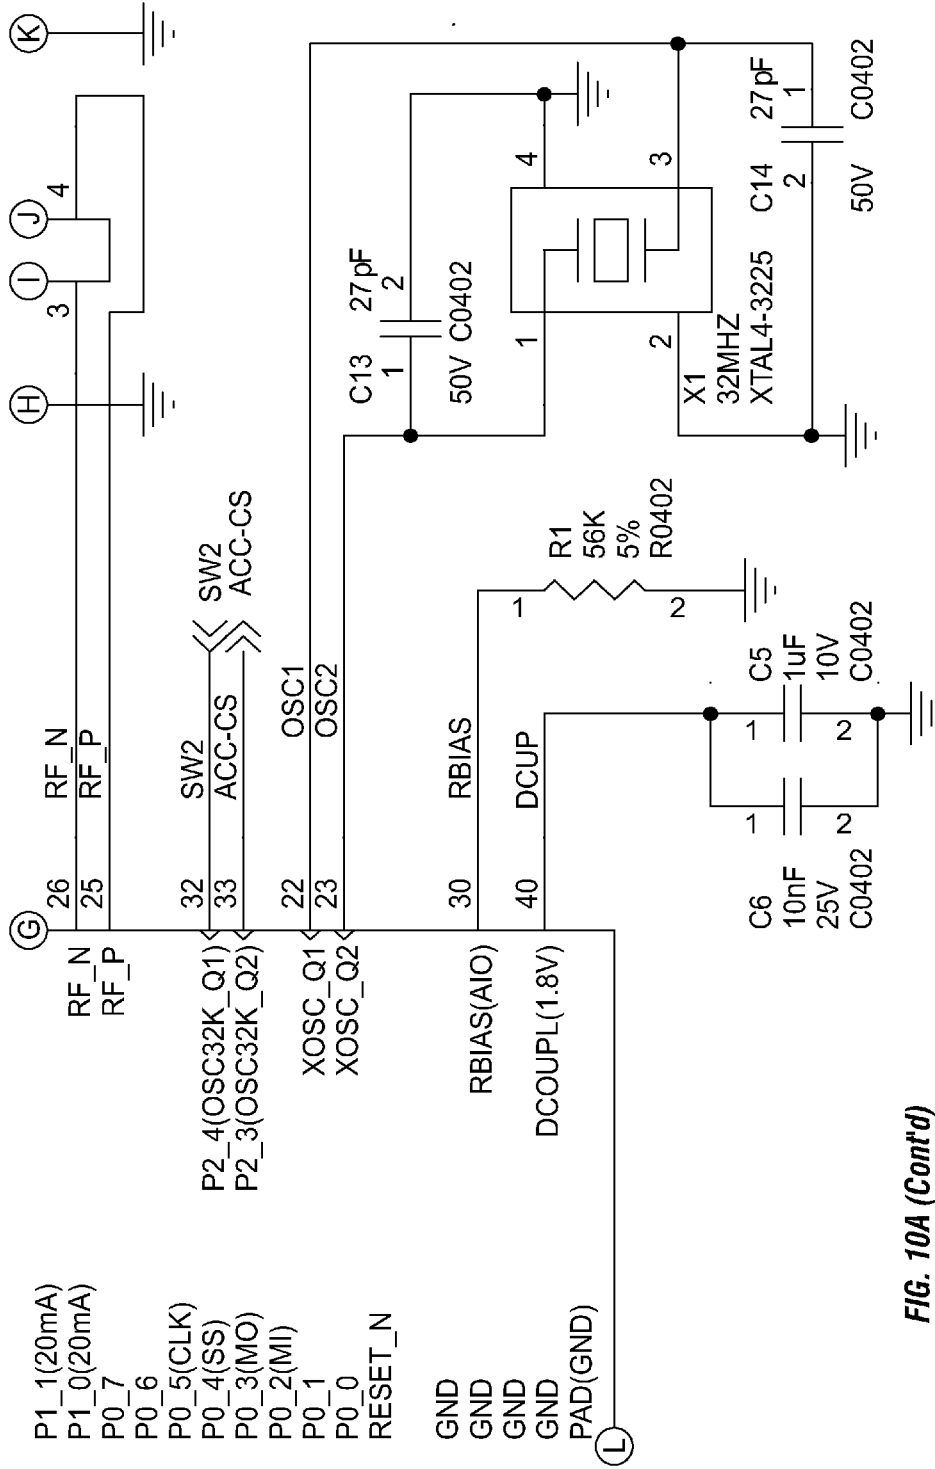 P1_1(20mA)
P1_0(20mA)
P0_7
P0_6
P0_5(CLK)
P0_4(SS)
P0_3(MO)
P0_2(MI)
P0_1
P0_0
RESET_N
GND
GND
GND
GND
PAD(GND)
L
G
RF_N
RF_P
P2_4(OSC32K_Q1)
P2_3(OSC32K_Q2)
XOSC_Q1
XOSC_Q2
RBIAS(AIO)
DCOUPL(1.8V)
26
25
32
33
22
23
30
40
RF_N
RF_P
SW2
ACC-CS
OSC1
OSC2
RBIAS
DCUP
SW2
ACC-CS
H
I
J
K
3
4
C13
27pF
1
2
50V C0402
1
2
3
4
X1
32MHZ
XTAL4-3225
C14
27pF
2
1
50V
C0402
R1
56K
5%
R0402
1
2
C5
1uF
10V
C0402
1
2
C6
10nF
25V
C0402
1
2
FIG. 10A (Cont'd)